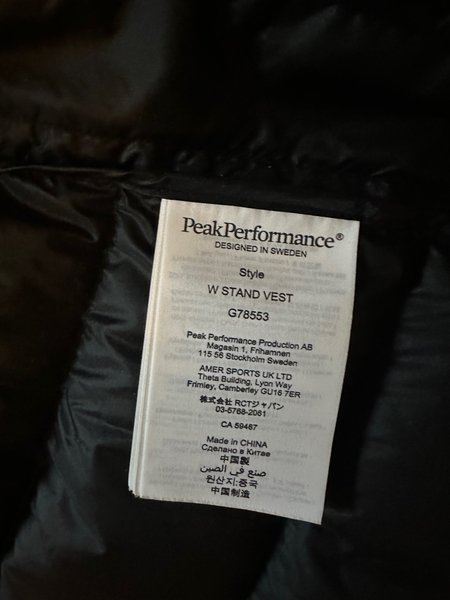 PeakPerformance®
DESIGNED IN SWEDEN
Style
W STAND VEST
G78553
Peak Performance Production AB
Magasin 1, Frihamnen
115 56 Stockholm Sweden
AMER SPORTS UK LTD
Theta Building, Lyon Way
Frimley, Camberley GU16 7ER
株式会社 RCTジャパン
03-5768-2081
CA 59467
Made in CHINA
Сделано в Китае
中国製
صنع في الصين
원산지:중국
中国制造